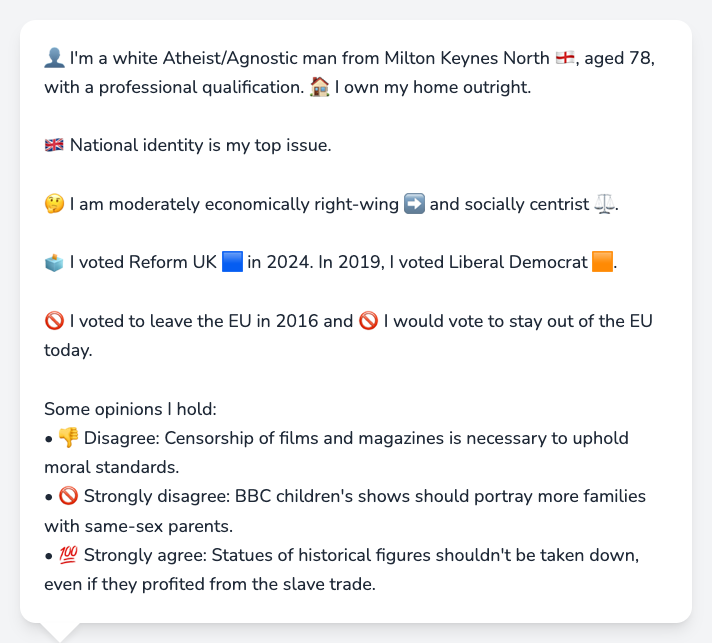 👤 I'm a white Atheist/Agnostic man from Milton Keynes North 🏴󠁧󠁢󠁥󠁮󠁧󠁿, aged 78,
with a professional qualification. 🏠 I own my home outright.
🇬🇧 National identity is my top issue.
🤔 I am moderately economically right-wing ➡️ and socially centrist ⚖️.
🗳️ I voted Reform UK 🟦 in 2024. In 2019, I voted Liberal Democrat 🟧.
🚫 I voted to leave the EU in 2016 and 🚫 I would vote to stay out of the EU
today.
Some opinions I hold:
• 👎 Disagree: Censorship of films and magazines is necessary to uphold
moral standards.
• 🚫 Strongly disagree: BBC children's shows should portray more families
with same-sex parents.
• 💯 Strongly agree: Statues of historical figures shouldn't be taken down,
even if they profited from the slave trade.